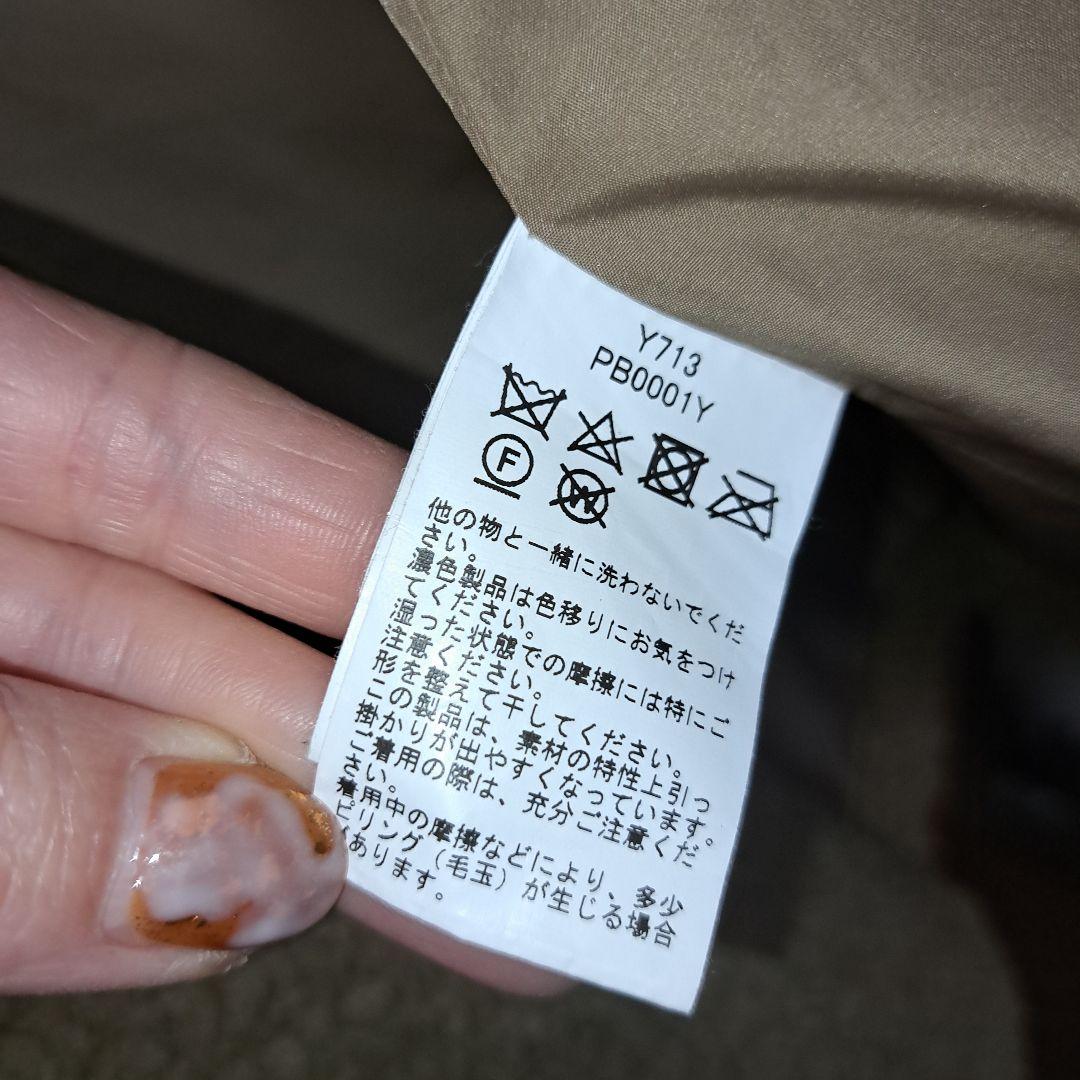 Y713
PB0001Y
F
W
他の物と一緒に洗わないでくだ
さい。
濃色製品は色移りにお気をつけ
てください。
湿った状態での摩擦には特にご
注意ください。
形を整えて干してください。
この製品は、素材の特性上引っ
掛かりが出やすくなっています。
ご着用の際は、充分ご注意くだ
さい。
着用中の摩擦などにより、多少
ピリング（毛玉）が生じる場合
があります。